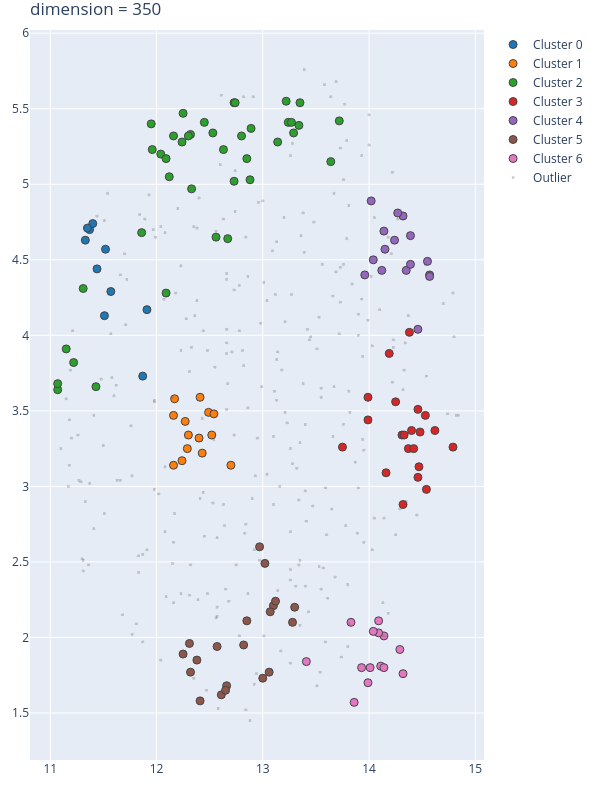 dimension = 350
6
5.5
5
4.5
4
3.5
3
2.5
2
1.5
11
12
13
14
15
Cluster 0
Cluster 1
Cluster 2
Cluster 3
Cluster 4
Cluster 5
Cluster 6
Outlier